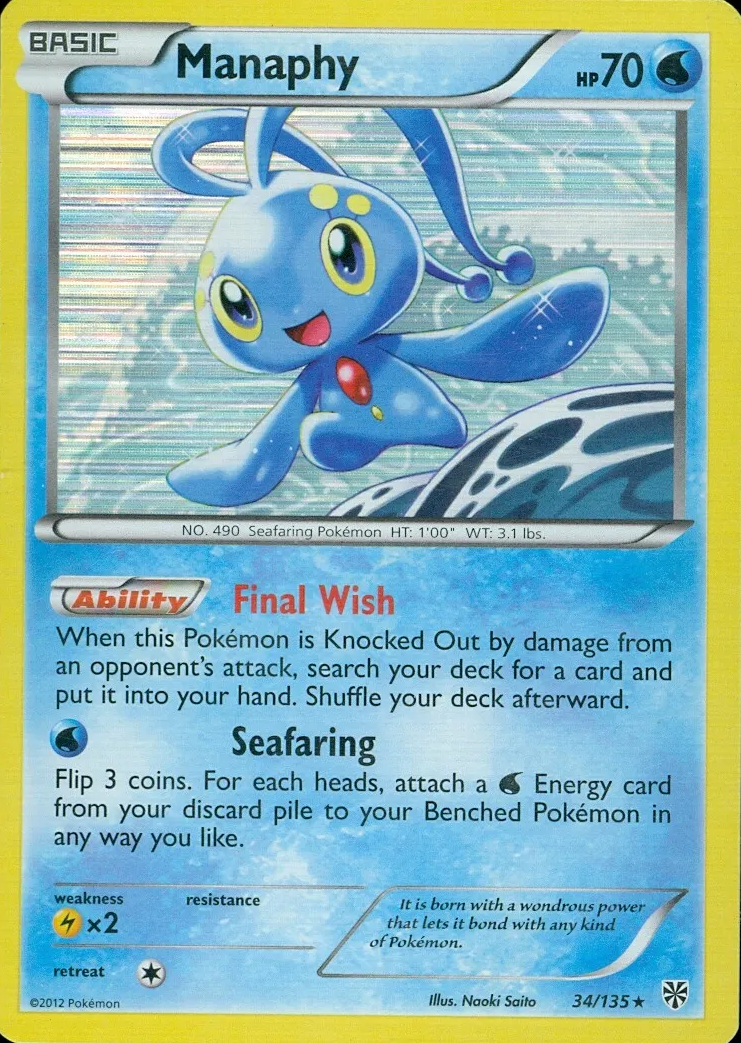 BASIC
Manaphy
HP 70
NO. 490 Seafaring Pokémon HT: 1'00" WT: 3.1 lbs.
Ability Final Wish
When this Pokémon is Knocked Out by damage from
an opponent's attack, search your deck for a card and
put it into your hand. Shuffle your deck afterward.
Seafaring
Flip 3 coins. For each heads, attach a Energy card
from your discard pile to your Benched Pokémon in
any way you like.
weakness resistance
×2
It is born with a wondrous power
that lets it bond with any kind
of Pokémon.
retreat
©2012 Pokémon
Illus. Naoki Saito
34/135 ★